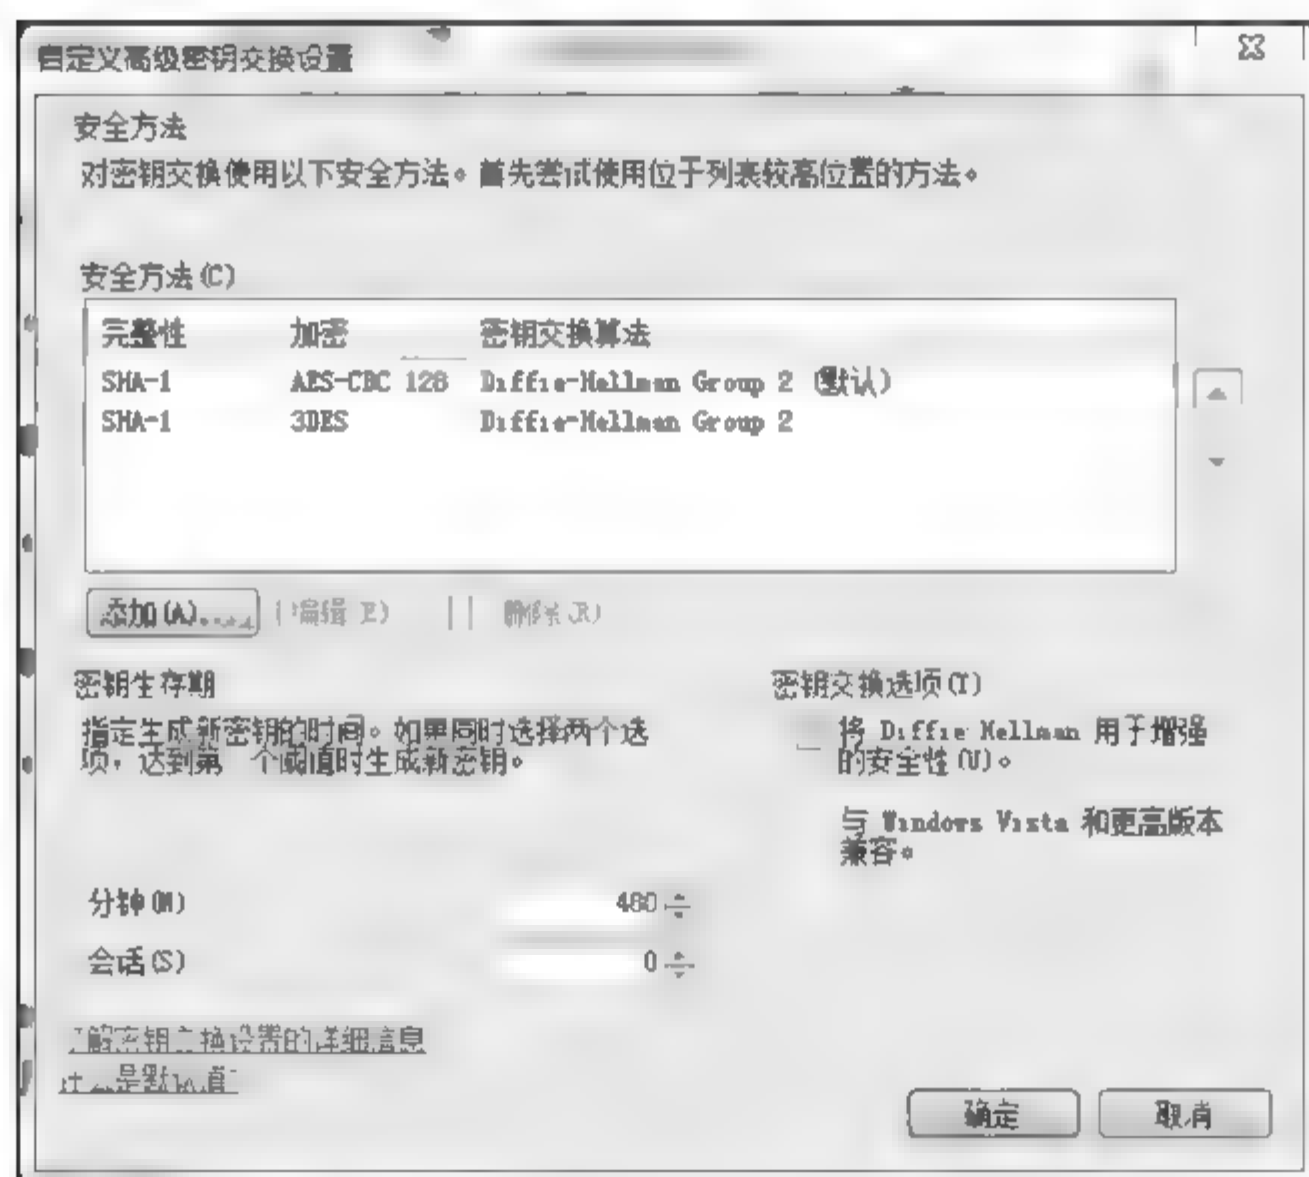 自定义高级密钥交换设置
安全方法
对密钥交换使用以下安全方法。首先尝试使用位于列表较高位置的方法。
安全方法(C)
完整性 加密 密钥交换算法
SHA-1 AES-CBC 128 Diffie-Hellman Group 2 (默认)
SHA-1 3DES Diffie-Hellman Group 2
添加(A)... 编辑(E) 删除(R)
密钥生存期
指定生成新密钥的时间。如果同时选择两个选
项，达到第 个阈值时生成新密钥。
分钟(M) 480
会话(S) 0
密钥交换选项(T)
将 Diffie Hellman 用于增强
的安全性(U)。
与 Windows Vista 和更高版本
兼容。
了解密钥交换设置的详细信息
什么是默认值
确定 取消